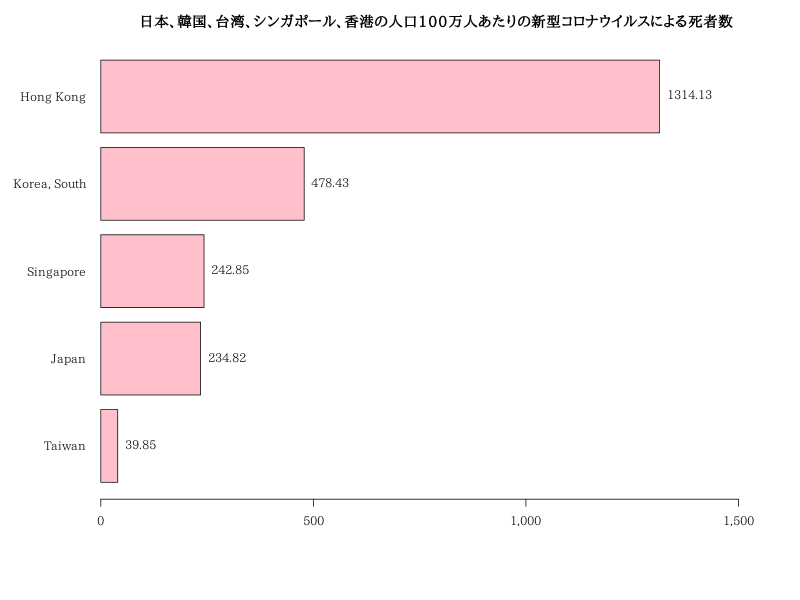 日本、韓国、台湾、シンガポール、香港の人口100万人あたりの新型コロナウイルスによる死者数
Hong Kong 1314.13
Korea, South 478.43
Singapore 242.85
Japan 234.82
Taiwan 39.85
0 500 1,000 1,500